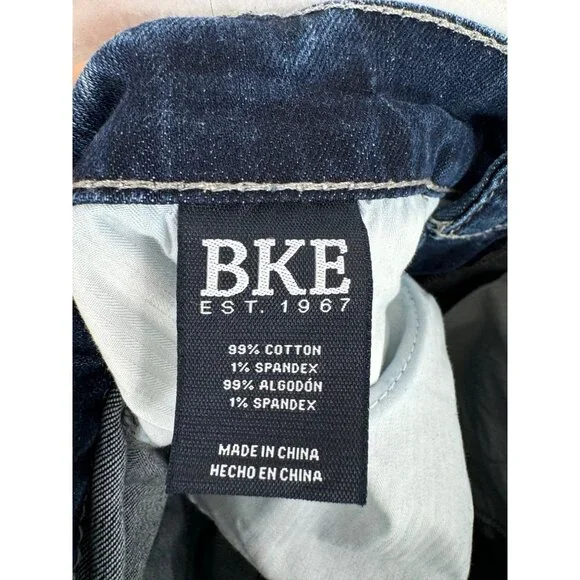 BKE
EST. 1967
99% COTTON
1% SPANDEX
99% ALGODÓN
1% SPANDEX
MADE IN CHINA
HECHO EN CHINA